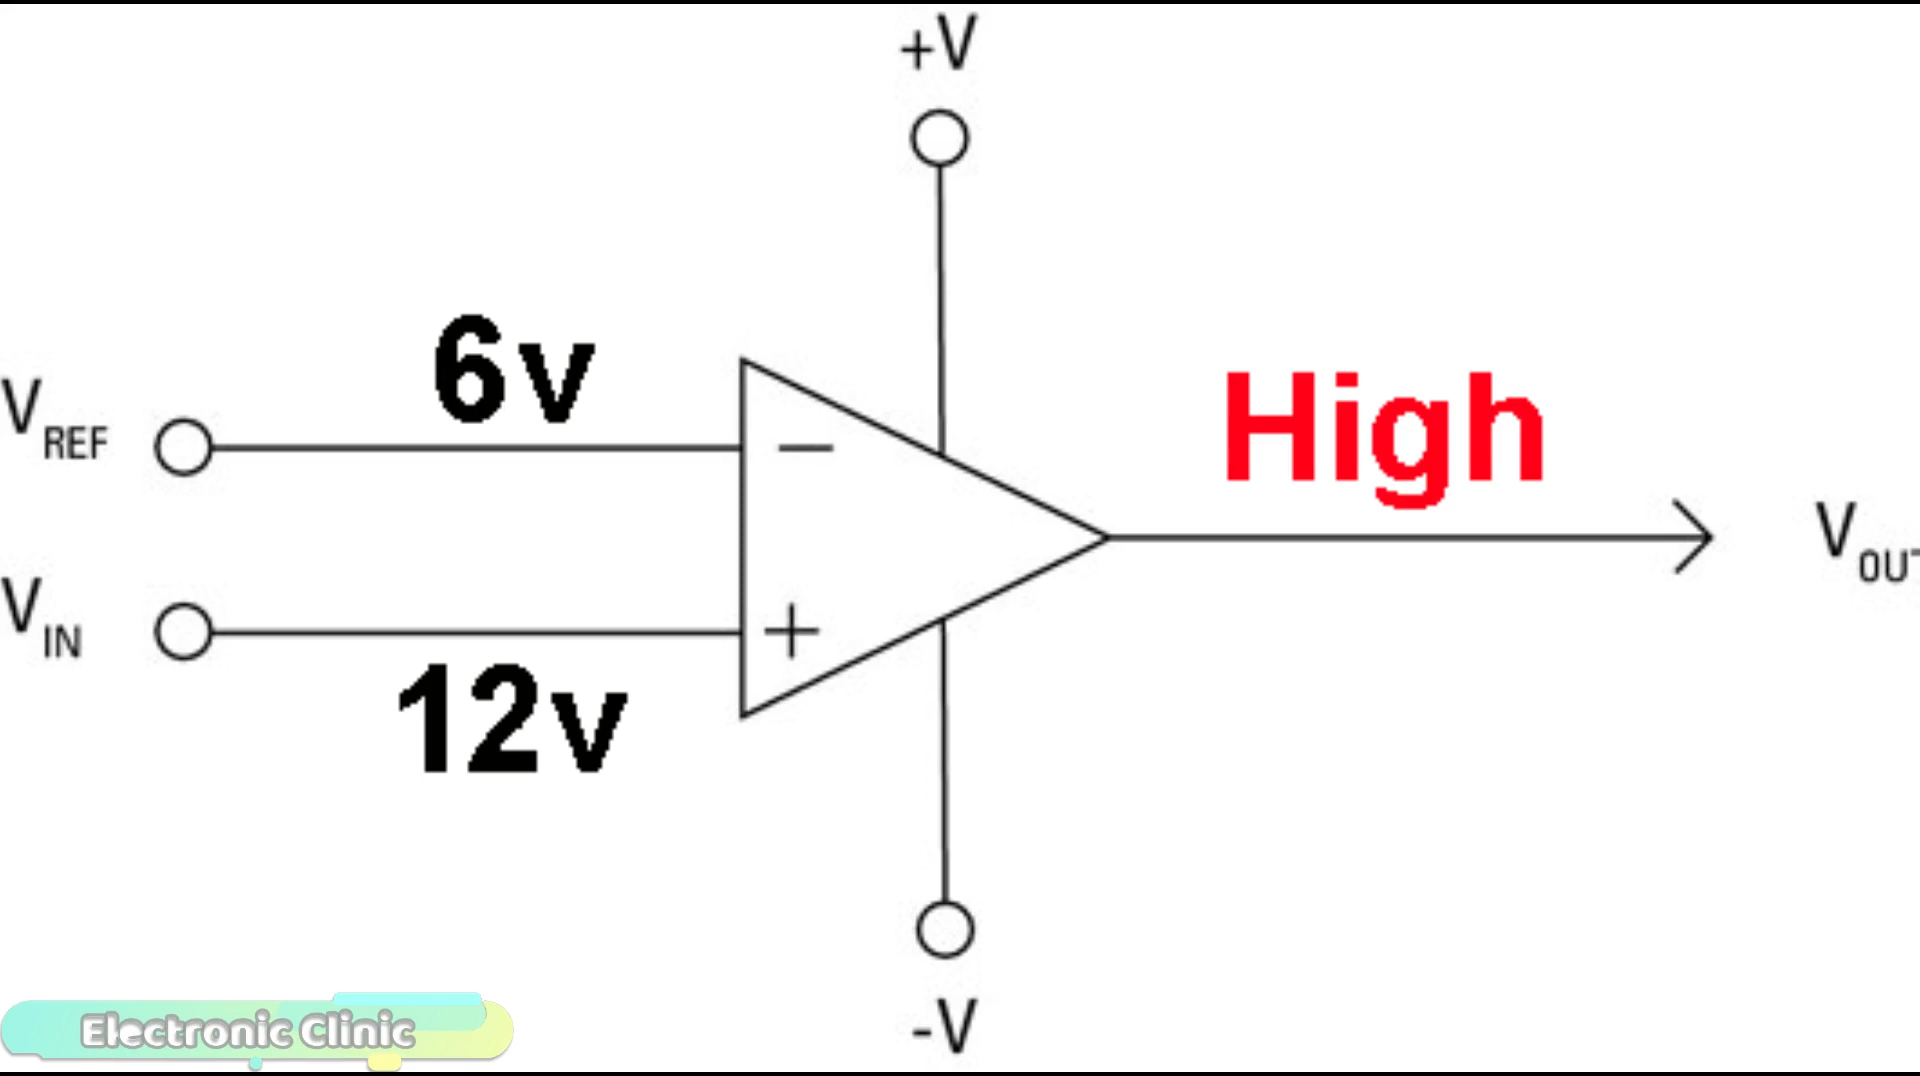 +V
6v
V REF
High
V OUT
V IN
12v
-V
Electronic Clinic